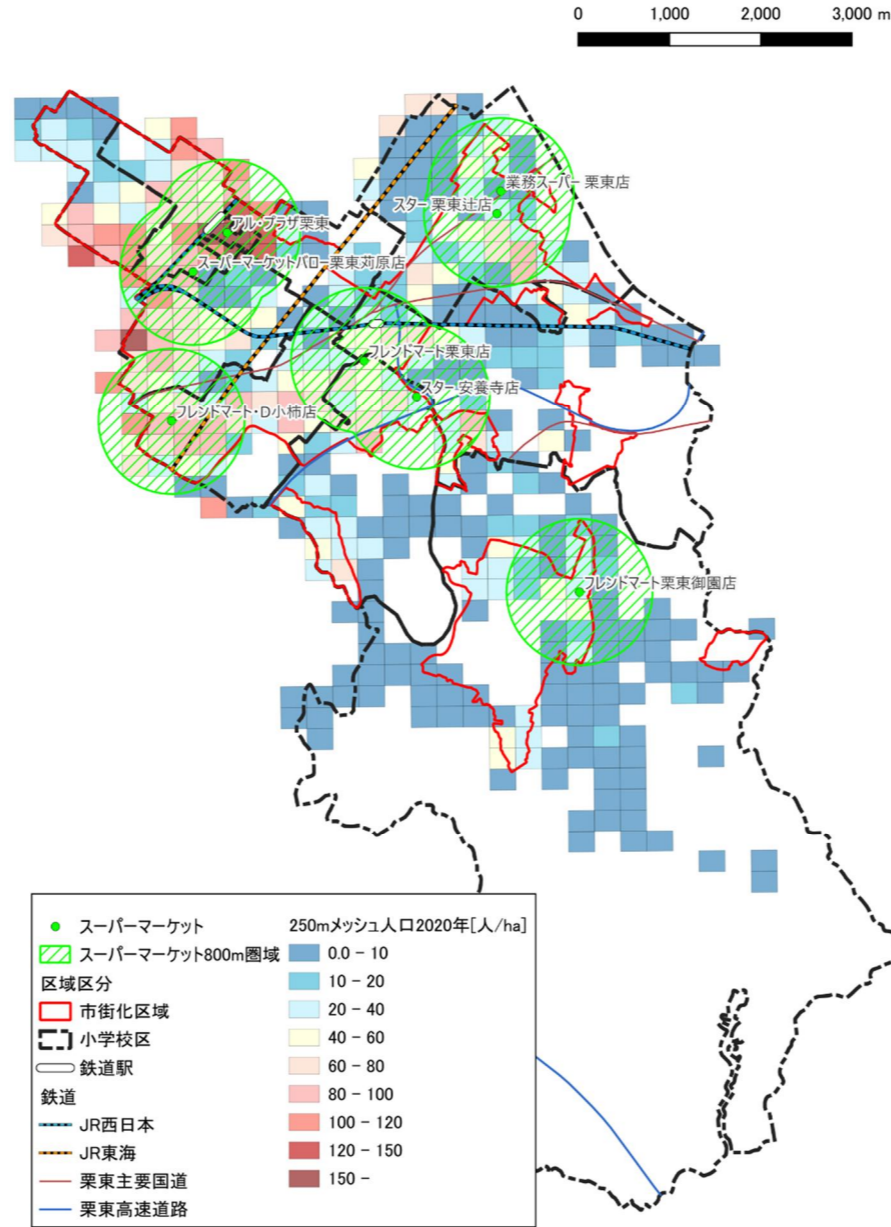 0 1,000 2,000 3,000 m
業務スーパー 栗東店
スター 栗東辻店
アル・プラザ栗東
スーパーマーケットバロー栗東苅原店
フレンドマート栗東店
スター 安養寺店
フレンドマート・D小柿店
フレンドマート栗東御園店
スーパーマーケット
スーパーマーケット800m圏域
区域区分
市街化区域
小学校区
鉄道駅
鉄道
JR西日本
JR東海
栗東主要国道
栗東高速道路
250mメッシュ人口2020年[人/ha]
0.0 - 10
10 - 20
20 - 40
40 - 60
60 - 80
80 - 100
100 - 120
120 - 150
150 -